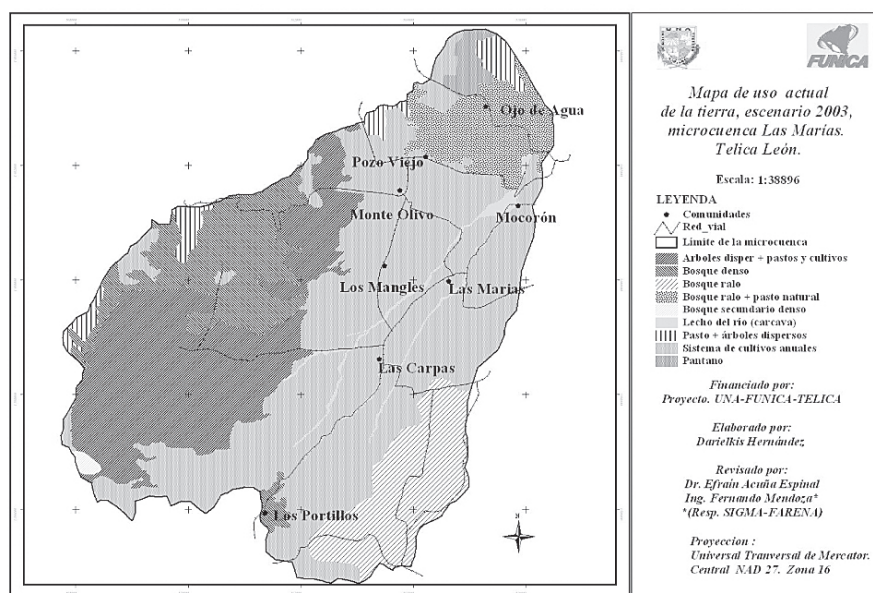 Ojo de Agua
Pozo Viejo
Monte Olivo
Mocorón
Los Mangles
Las Marias
Las Carpas
Los Portillos
N
FUNICA
Mapa de uso actual
de la tierra, escenario 2003,
microcuenca Las Marías.
Telica León.
Escala: 1:38896
LEYENDA
Comunidades
Red_vial
Límite de la microcuenca
Arboles disper + pastos y cultivos
Bosque denso
Bosque ralo
Bosque ralo + pasto natural
Bosque secundario denso
Lecho del río (carcava)
Pasto + árboles dispersos
Sistema de cultivos anuales
Pantano
Financiado por:
Proyecto. UNA-FUNICA-TELICA
Elaborado por:
Darielkis Hernández
Revisado por:
Dr. Efraín Acuña Espinal
Ing. Fernando Mendoza*
*(Resp. SIGMA-FARENA)
Proyeccion :
Universal Tranversal de Mercator.
Central NAD 27. Zona 16